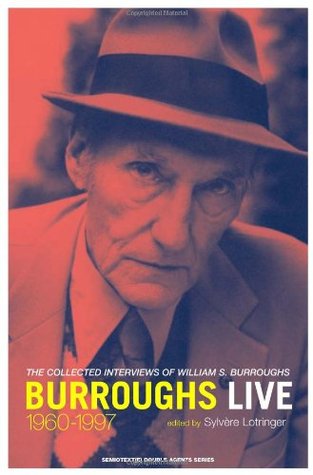 THE COLLECTED INTERVIEWS OF WILLIAM S. BURROUGHS
BURROUGHS LIVE
1960-1997 edited by Sylvère Lotringer
SEMIOTEXT(E) DOUBLE AGENTS SERIES